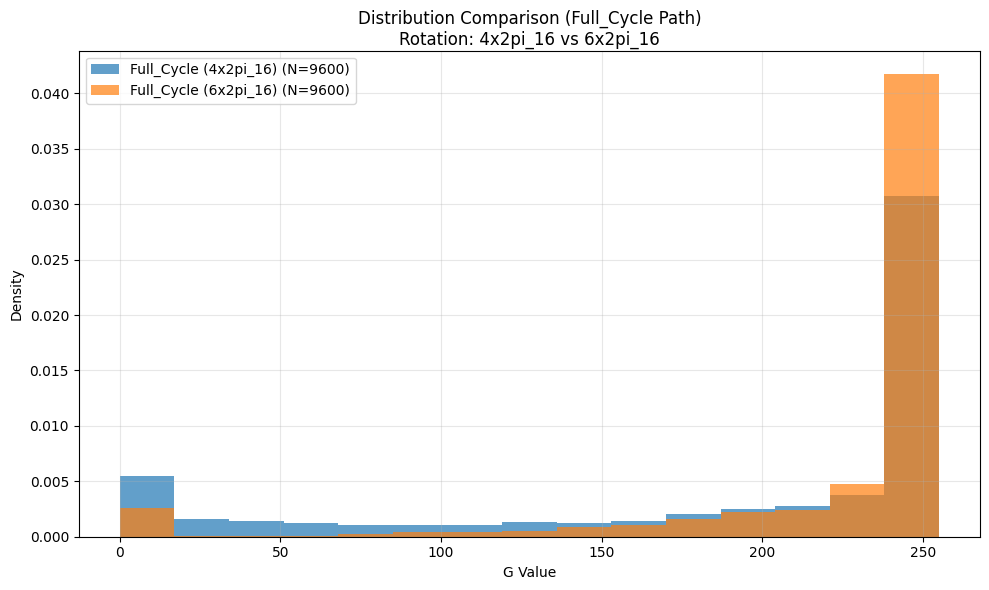 Distribution Comparison (Full_Cycle Path)
Rotation: 4x2pi_16 vs 6x2pi_16
Full_Cycle (4x2pi_16) (N=9600)
Full_Cycle (6x2pi_16) (N=9600)
Density
0.040
0.035
0.030
0.025
0.020
0.015
0.010
0.005
0.000
0 50 100 150 200 250
G Value